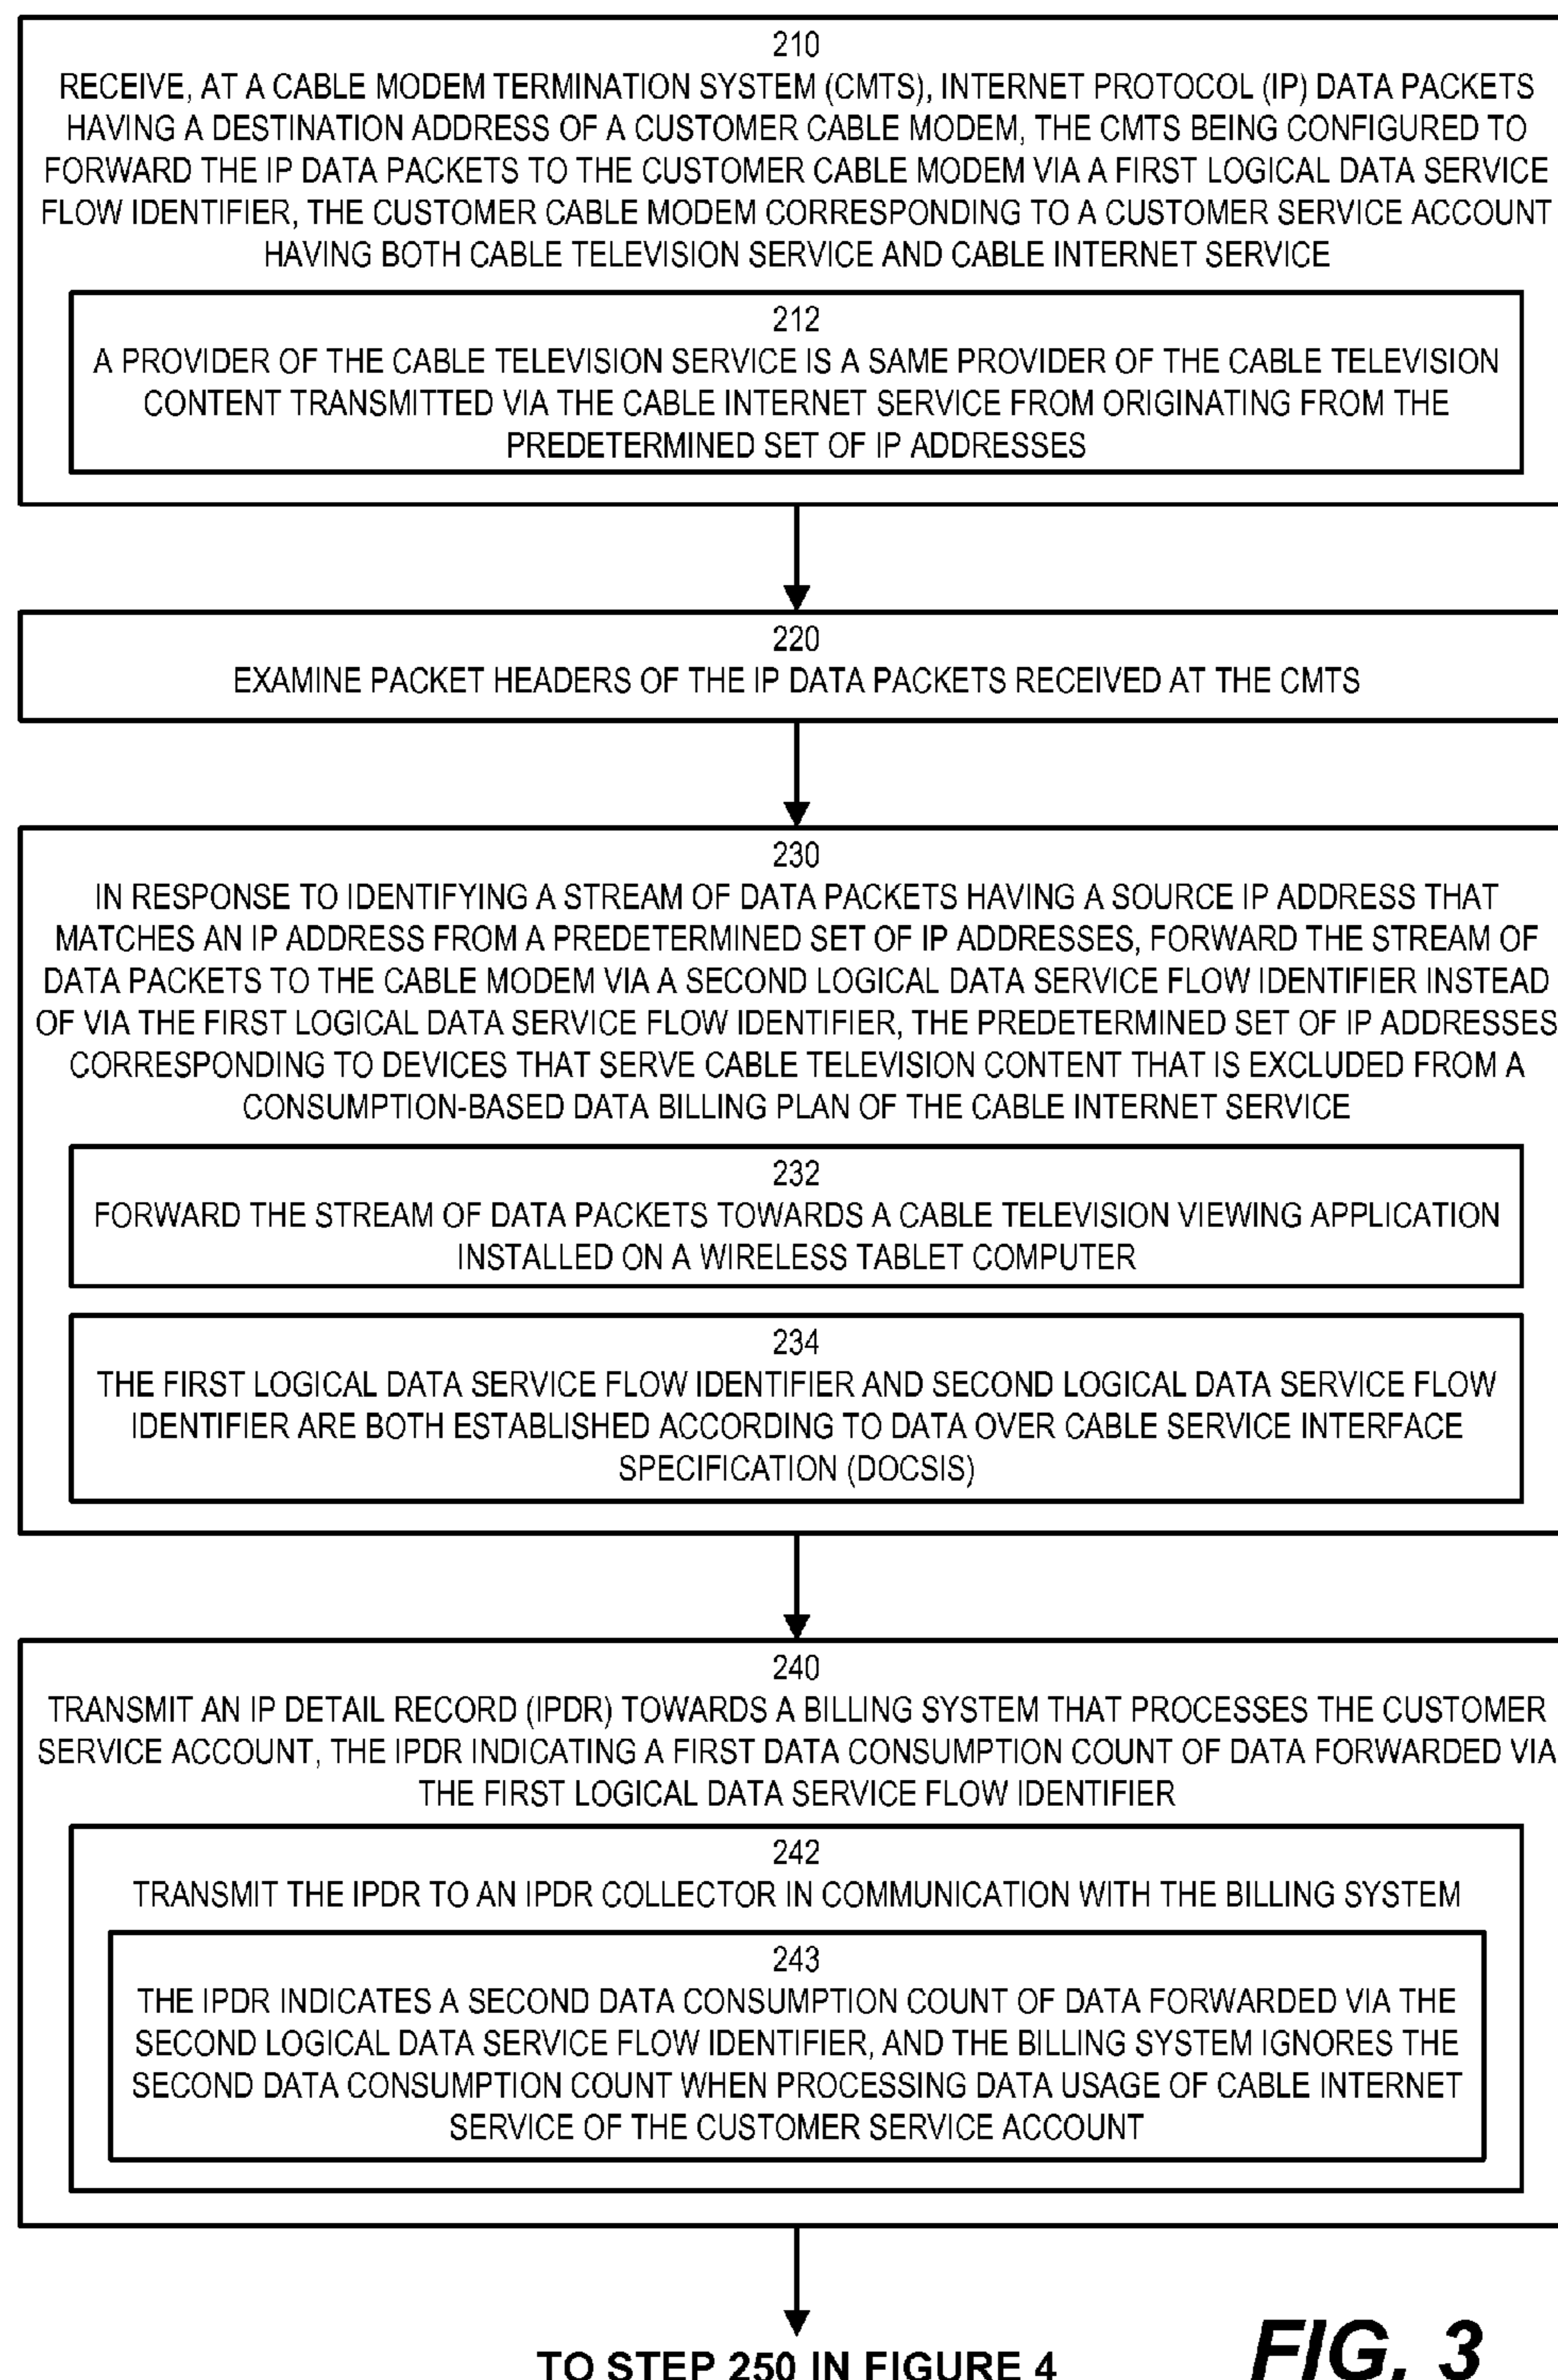 210
RECEIVE, AT A CABLE MODEM TERMINATION SYSTEM (CMTS), INTERNET PROTOCOL (IP) DATA PACKETS
HAVING A DESTINATION ADDRESS OF A CUSTOMER CABLE MODEM, THE CMTS BEING CONFIGURED TO
FORWARD THE IP DATA PACKETS TO THE CUSTOMER CABLE MODEM VIA A FIRST LOGICAL DATA SERVICE
FLOW IDENTIFIER, THE CUSTOMER CABLE MODEM CORRESPONDING TO A CUSTOMER SERVICE ACCOUNT
HAVING BOTH CABLE TELEVISION SERVICE AND CABLE INTERNET SERVICE
212
A PROVIDER OF THE CABLE TELEVISION SERVICE IS A SAME PROVIDER OF THE CABLE TELEVISION
CONTENT TRANSMITTED VIA THE CABLE INTERNET SERVICE FROM ORIGINATING FROM THE
PREDETERMINED SET OF IP ADDRESSES
220
EXAMINE PACKET HEADERS OF THE IP DATA PACKETS RECEIVED AT THE CMTS
230
IN RESPONSE TO IDENTIFYING A STREAM OF DATA PACKETS HAVING A SOURCE IP ADDRESS THAT
MATCHES AN IP ADDRESS FROM A PREDETERMINED SET OF IP ADDRESSES, FORWARD THE STREAM OF
DATA PACKETS TO THE CABLE MODEM VIA A SECOND LOGICAL DATA SERVICE FLOW IDENTIFIER INSTEAD
OF VIA THE FIRST LOGICAL DATA SERVICE FLOW IDENTIFIER, THE PREDETERMINED SET OF IP ADDRESSES
CORRESPONDING TO DEVICES THAT SERVE CABLE TELEVISION CONTENT THAT IS EXCLUDED FROM A
CONSUMPTION-BASED DATA BILLING PLAN OF THE CABLE INTERNET SERVICE
232
FORWARD THE STREAM OF DATA PACKETS TOWARDS A CABLE TELEVISION VIEWING APPLICATION
INSTALLED ON A WIRELESS TABLET COMPUTER
234
THE FIRST LOGICAL DATA SERVICE FLOW IDENTIFIER AND SECOND LOGICAL DATA SERVICE FLOW
IDENTIFIER ARE BOTH ESTABLISHED ACCORDING TO DATA OVER CABLE SERVICE INTERFACE
SPECIFICATION (DOCSIS)
240
TRANSMIT AN IP DETAIL RECORD (IPDR) TOWARDS A BILLING SYSTEM THAT PROCESSES THE CUSTOMER
SERVICE ACCOUNT, THE IPDR INDICATING A FIRST DATA CONSUMPTION COUNT OF DATA FORWARDED VIA
THE FIRST LOGICAL DATA SERVICE FLOW IDENTIFIER
242
TRANSMIT THE IPDR TO AN IPDR COLLECTOR IN COMMUNICATION WITH THE BILLING SYSTEM
243
THE IPDR INDICATES A SECOND DATA CONSUMPTION COUNT OF DATA FORWARDED VIA THE
SECOND LOGICAL DATA SERVICE FLOW IDENTIFIER, AND THE BILLING SYSTEM IGNORES THE
SECOND DATA CONSUMPTION COUNT WHEN PROCESSING DATA USAGE OF CABLE INTERNET
SERVICE OF THE CUSTOMER SERVICE ACCOUNT
TO STEP 250 IN FIGURE 4
FIG. 3